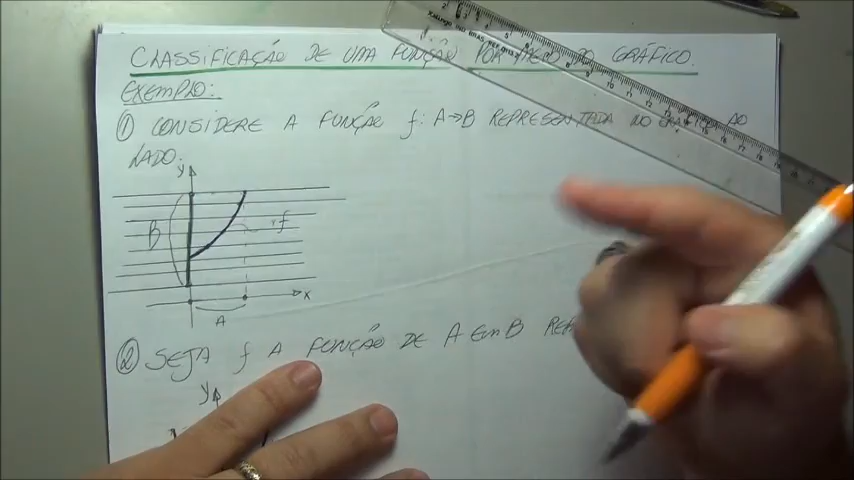 CLASSIFICAÇÃO DE UMA FUNÇÃO POR MEIO DO GRÁFICO.
EXEMPLO:
① CONSIDERE A FUNÇÃO f: A→B REPRESENTADA NO GRÁFICO AO
LADO:
y
B
f
x
A
② SEJA f A FUNÇÃO DE A EM B
y